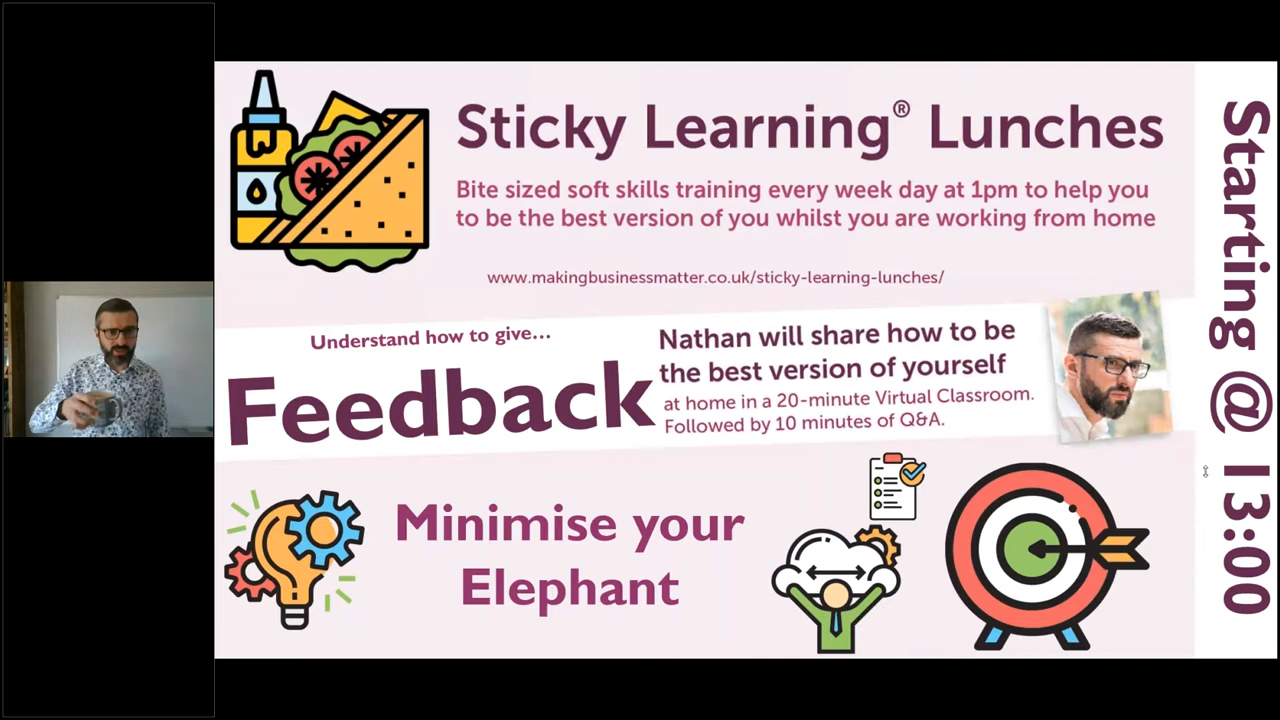 Sticky Learning® Lunches
Bite sized soft skills training every week day at 1pm to help you
to be the best version of you whilst you are working from home
www.makingbusinessmatter.co.uk/sticky-learning-lunches/
Understand how to give...
Feedback
Nathan will share how to be
the best version of yourself
at home in a 20-minute Virtual Classroom.
Followed by 10 minutes of Q&A.
Minimise your
Elephant
Starting @ 13:00